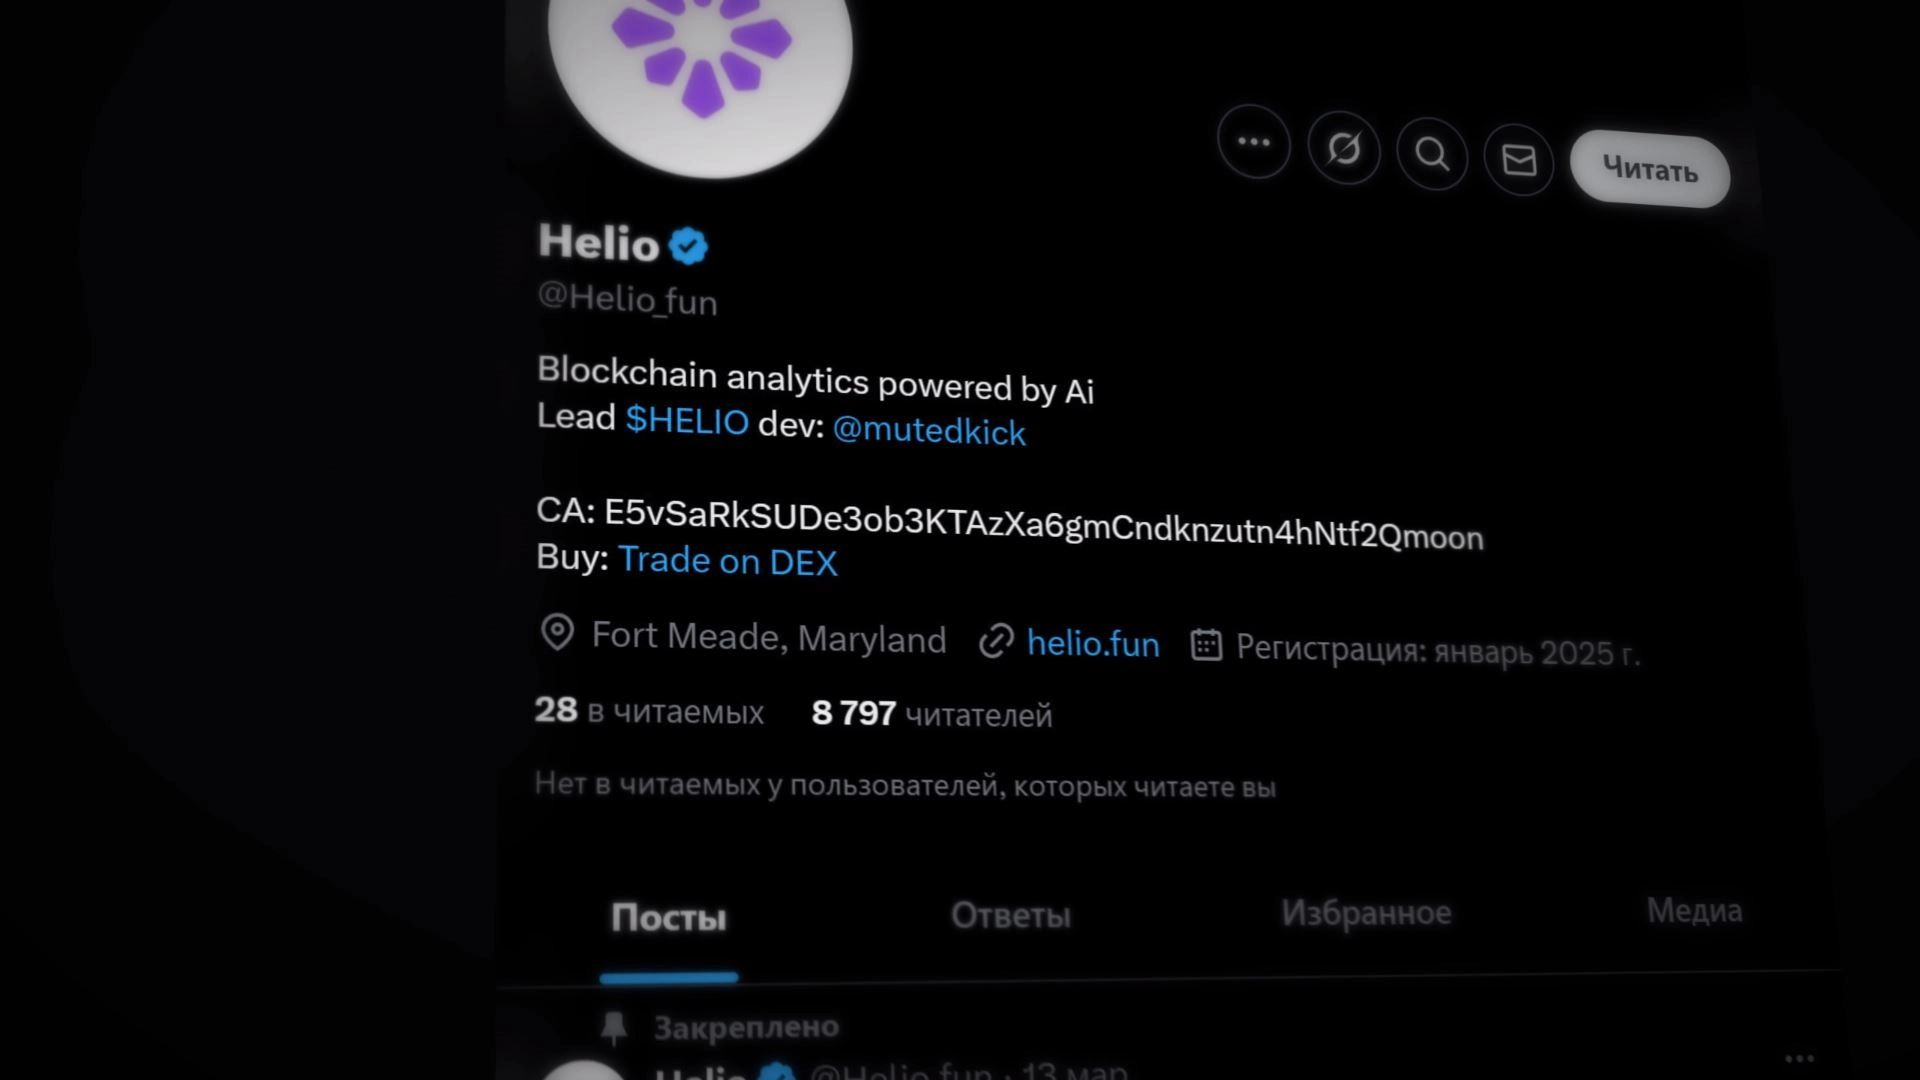 Читать
Helio
@Helio_fun
Blockchain analytics powered by Ai
Lead $HELIO dev: @mutedkick
CA: E5vSaRkSUDe3ob3KTAzXa6gmCndknzutn4hNtf2Qmoon
Buy: Trade on DEX
Fort Meade, Maryland helio.fun Регистрация: январь 2025 г.
28 в читаемых 8 797 читателей
Нет в читаемых у пользователей, которых читаете вы
Посты Ответы Избранное Медиа
Закреплено
Helio @Helio_fun · 13 мар